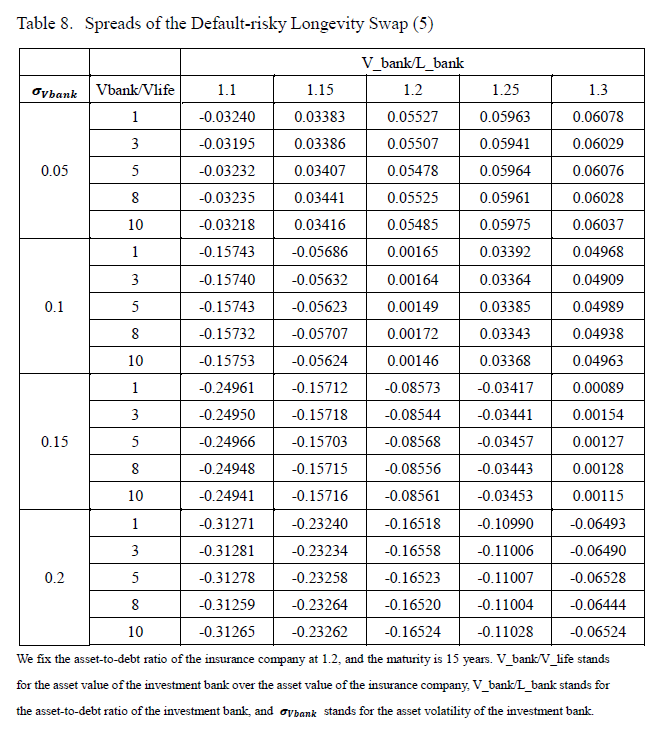 Table 8. Spreads of the Default-risky Longevity Swap (5)
V_bank/L_bank
σVbank Vbank/Vlife 1.1 1.15 1.2 1.25 1.3
1 -0.03240 0.03383 0.05527 0.05963 0.06078
3 -0.03195 0.03386 0.05507 0.05941 0.06029
0.05 5 -0.03232 0.03407 0.05478 0.05964 0.06076
8 -0.03235 0.03441 0.05525 0.05961 0.06028
10 -0.03218 0.03416 0.05485 0.05975 0.06037
1 -0.15743 -0.05686 0.00165 0.03392 0.04968
3 -0.15740 -0.05632 0.00164 0.03364 0.04909
0.1 5 -0.15743 -0.05623 0.00149 0.03385 0.04989
8 -0.15732 -0.05707 0.00172 0.03343 0.04938
10 -0.15753 -0.05624 0.00146 0.03368 0.04963
1 -0.24961 -0.15712 -0.08573 -0.03417 0.00089
3 -0.24950 -0.15718 -0.08544 -0.03441 0.00154
0.15 5 -0.24966 -0.15703 -0.08568 -0.03457 0.00127
8 -0.24948 -0.15715 -0.08556 -0.03443 0.00128
10 -0.24941 -0.15716 -0.08561 -0.03453 0.00115
1 -0.31271 -0.23240 -0.16518 -0.10990 -0.06493
3 -0.31281 -0.23234 -0.16558 -0.11006 -0.06490
0.2 5 -0.31278 -0.23258 -0.16523 -0.11007 -0.06528
8 -0.31259 -0.23264 -0.16520 -0.11004 -0.06444
10 -0.31265 -0.23262 -0.16524 -0.11028 -0.06524
We fix the asset-to-debt ratio of the insurance company at 1.2, and the maturity is 15 years. V_bank/V_life stands
for the asset value of the investment bank over the asset value of the insurance company, V_bank/L_bank stands for
the asset-to-debt ratio of the investment bank, and σVbank stands for the asset volatility of the investment bank.